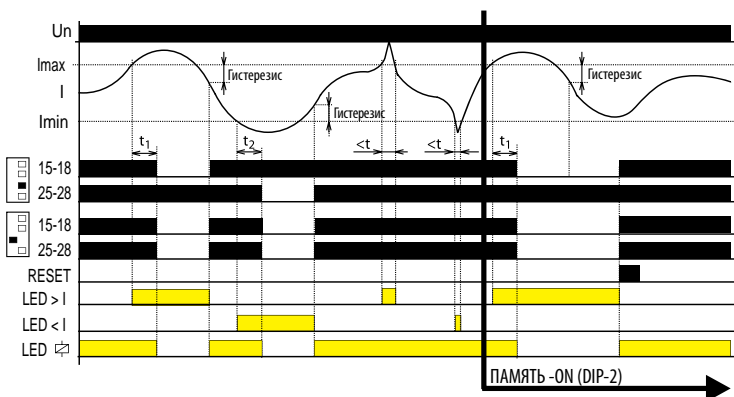 Un
Imax
Гистерезис
Гистерезис
I
Гистерезис
Imin
t1
t2
<t
<t
t1
15-18
25-28
15-18
25-28
RESET
LED > I
LED < I
LED
ПАМЯТЬ -ON (DIP-2)